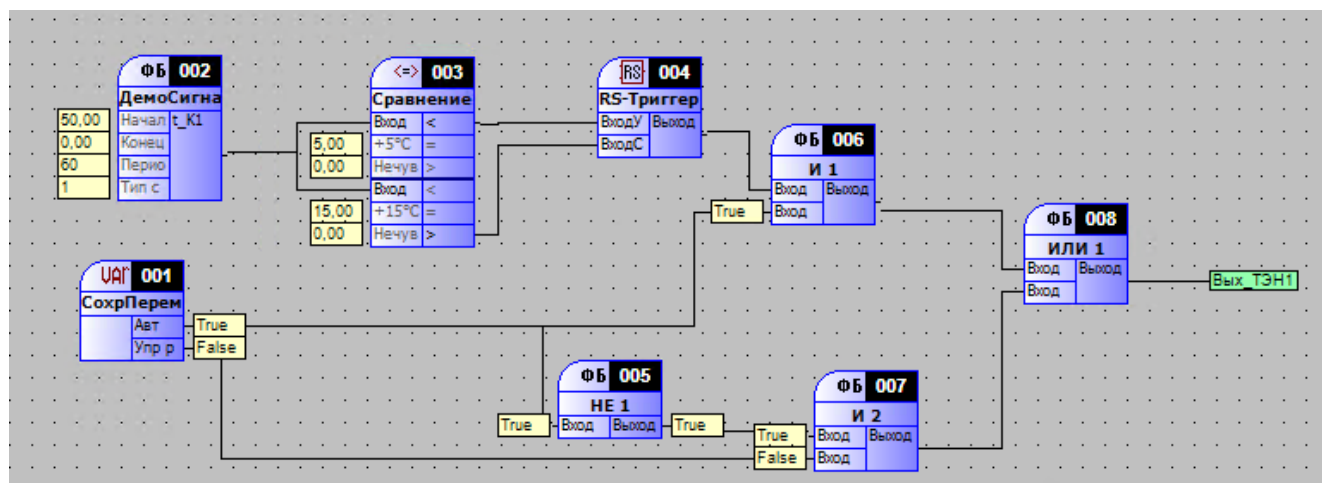 ФБ 002
ДемоСигна
50,00 Начал t_K1
0,00 Конец
60 Перио
1 Тип с
<=> 003
Сравнение
Вход <
5,00 +5°C =
0,00 Нечув >
Вход <
15,00 +15°C =
0,00 Нечув >
RS 004
RS-Триггер
ВходУ Выход
ВходС
ФБ 006
И 1
Вход Выход
True Вход
ФБ 008
ИЛИ 1
Вход Выход
Вход
Вых_ТЭН1
VAR 001
СохрПерем
Авт True
Упр р False
ФБ 005
НЕ 1
True Вход Выход True
ФБ 007
И 2
True Вход Выход
False Вход